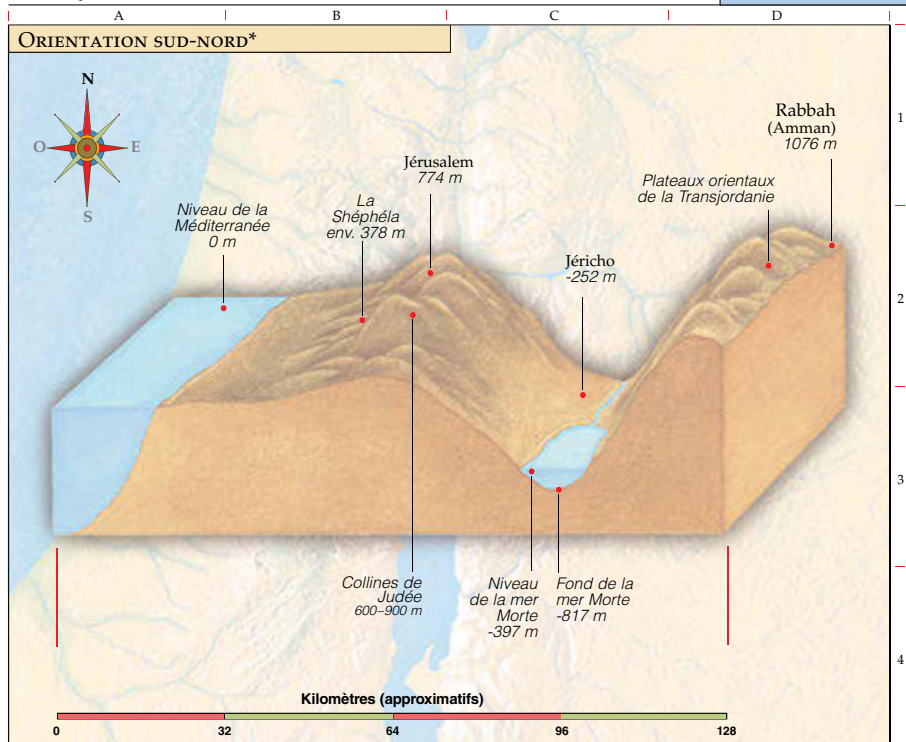 A B C D
ORIENTATION SUD-NORD*
N
O E
S
1
2
3
4
Rabbah
(Amman)
1076 m
Jérusalem
774 m
Plateaux orientaux
de la Transjordanie
La
Shéphéla
env. 378 m
Niveau de la
Méditerranée
0 m
Jéricho
-252 m
Collines de
Judée
600–900 m
Niveau
de la mer
Morte
-397 m
Fond de la
mer Morte
-817 m
Kilomètres (approximatifs)
0 32 64 96 128